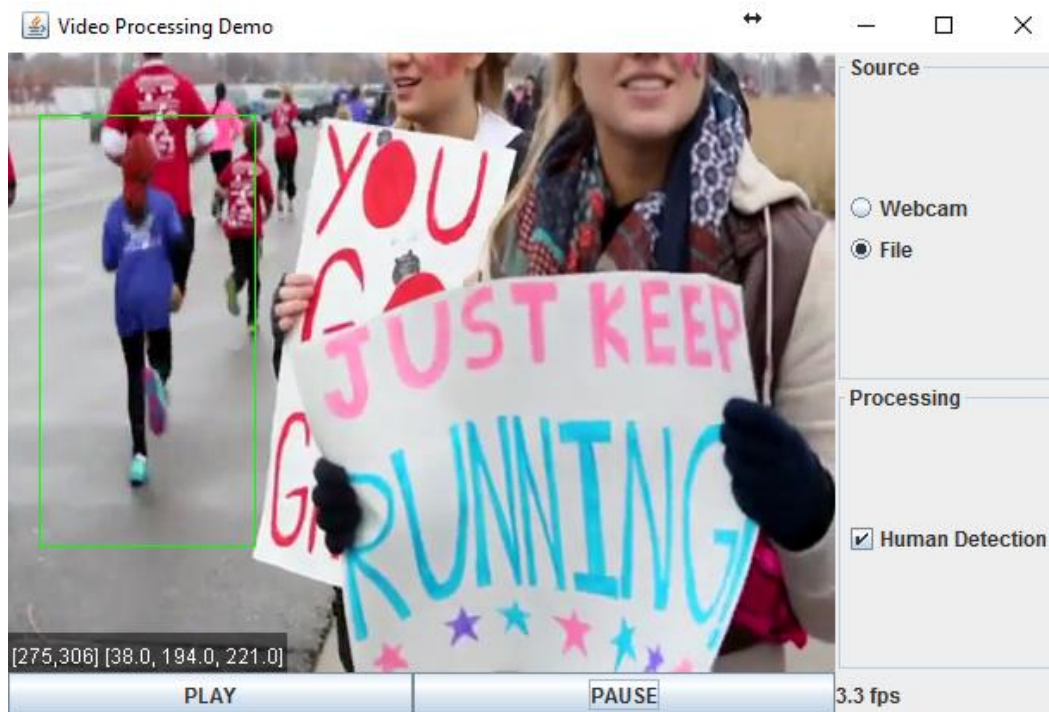 Video Processing Demo
Source
Webcam
File
Processing
Human Detection
YOU
GO
JUST KEEP
RUNNING!
[275,306] [38.0, 194.0, 221.0]
PLAY
PAUSE
3.3 fps